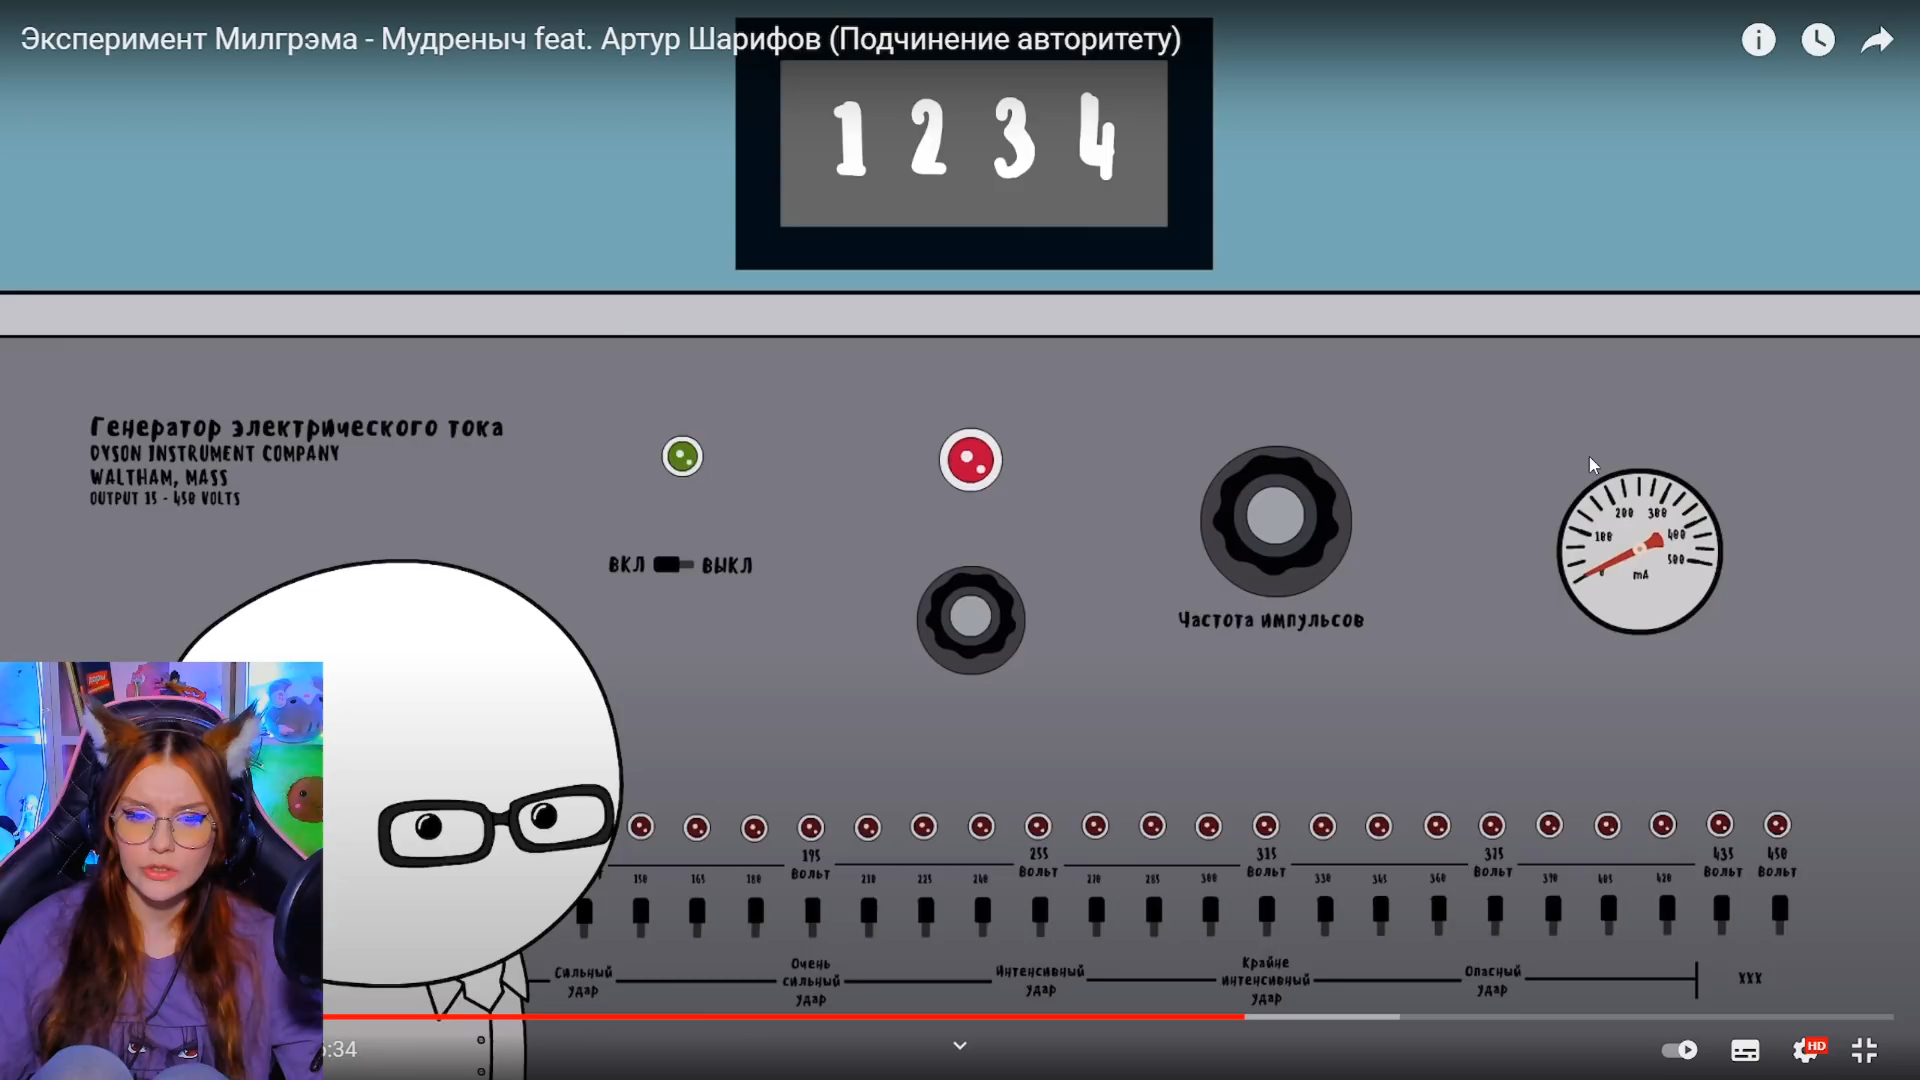 Эксперимент Милгрэма - Мудреныч feat. Артур Шарифов (Подчинение авторитету)
1 2 3 4
Генератор электрического тока
DYSON INSTRUMENT COMPANY
WALTHAM, MASS
OUTPUT 15 - 450 VOLTS
ВКЛ ВЫКЛ
Частота импульсов
0 100 200 300 400 500
mA
195 255 315 375 435 450
Вольт Вольт Вольт Вольт Вольт Вольт
150 165 180 210 225 240 270 285 300 330 345 360 390 405 420
Сильный удар
Очень сильный удар
Интенсивный удар
Крайне интенсивный удар
Опасный удар
XXX
:34
HD